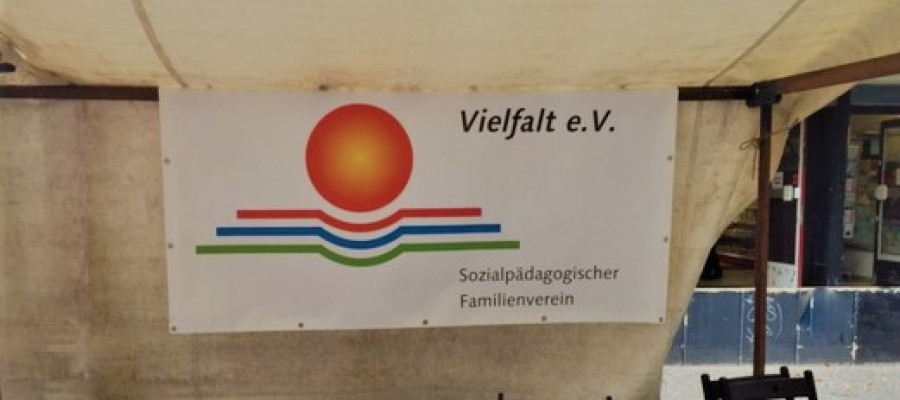 Vielfalt e.V.
Sozialpädagogischer
Familienverein